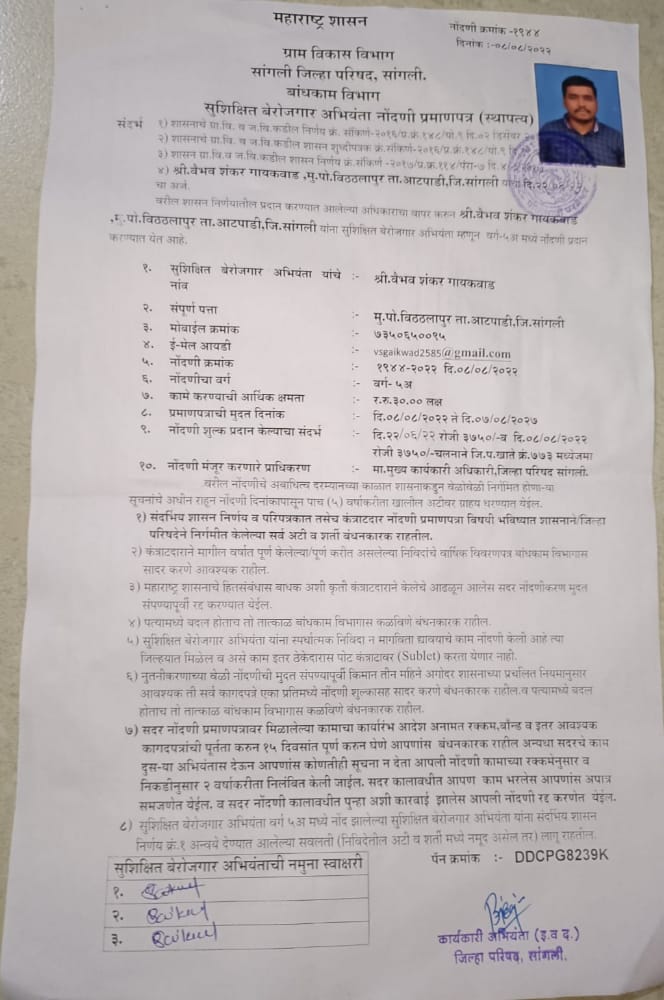 महाराष्ट्र शासन
नोंदणी क्रमांक -१९४४
दिनांक :-०८/०८/२०२२
ग्राम विकास विभाग
सांगली जिल्हा परिषद, सांगली.
बांधकाम विभाग
सुशिक्षित बेरोजगार अभियंता नोंदणी प्रमाणपत्र (स्थापत्य)
संदर्भ १) शासनाचे ग्रा.वि. व ज.वि.कडील निर्णय क्रं. संकिर्ण-२०१६/प्र.क्र.१४८/पां.९ दि.०२ डिसेंबर
२) शासनाचे ग्रा.वि. व ज.वि.कडील शासन शुध्दीपत्रक क्रं.संकिर्ण-२०१६/प्र.क्र.१४८/पां.९
३) शासन ग्रा.वि.व ज.वि.कडील शासन निर्णय क्रं.संकिर्ण -२०१७/प्र.क्र.११४/परा-७
४) श्री.वैभव शंकर गायकवाड ,मु.पो.विठठलापुर ता.आटपाडी,जि.सांगली यांचा
चा अर्ज.
वरील शासन निर्णयातील प्रदान करण्यात आलेल्या अधिकाराचा वापर करुन श्री.वैभव शंकर गायकवाड
,मु.पो.विठठलापुर ता.आटपाडी,जि.सांगली यांना सुशिक्षित बेरोजगार अभियंता म्हणून वर्ग-५अ मध्ये नोंदणी प्रदान
करण्यात येत आहे.
१. सुशिक्षित बेरोजगार अभियंता यांचे :- श्री.वैभव शंकर गायकवाड
नांव
२. संपूर्ण पत्ता :- मु.पो.विठठलापुर ता.आटपाडी,जि.सांगली
३. मोबाईल क्रमांक :- ७३५०६५००१५
४. ई-मेल आयडी :- vsgaikwad2585@gmail.com
५. नोंदणी क्रमांक :- १९४४-२०२२ दि.०८/०८/२०२२
६. नोंदणीचा वर्ग :- वर्ग- ५अ
७. कामे करण्याची आर्थिक क्षमता :- र.रु.३०.०० लक्ष
८. प्रमाणपत्राची मुदत दिनांक :- दि.०८/०८/२०२२ ते दि.०७/०८/२०२७
९. नोंदणी शुल्क प्रदान केल्याचा संदर्भ :- दि.२२/०६/२२ रोजी ३७५०/-व दि.०८/०८/२०२२
रोजी ३७५०/-चलनाने जि.प.खाते क्रं.७७३ मध्येजमा
१०. नोंदणी मंजूर करणारे प्राधिकरण :- मा.मुख्य कार्यकारी अधिकारी,जिल्हा परिषद सांगली.
वरील नोंदणीचे अबाधित्व दरम्यानच्या काळात शासनाकडुन वेळोवेळी निर्गमित होणा-या
सूचनांचे अधीन राहून नोंदणी दिनांकापासून पाच (५) वर्षाकरीता खालील अटीवर ग्राहय धरण्यात येईल.
१) संदर्भिय शासन निर्णय व परिपत्रकात तसेच कंत्राटदार नोंदणी प्रमाणपत्रा विषयी भविष्यात शासनाने/जिल्हा
परिषदेने निर्गमीत केलेल्या सर्व अटी व शर्ती बंधनकारक राहतील.
२) कंत्राटदाराने मागील वर्षात पूर्ण केलेल्या/पूर्ण करीत असलेल्या निविदांचे वार्षिक विवरणपत्र बांधकाम विभागास
सादर करणे आवश्यक राहील.
३) महाराष्ट्र शासनाचे हितसंबंधास बाधक अशी कृती कंत्राटदाराने केलेचे आढळून आलेस सदर नोंदणीकरण मुदत
संपण्यापूर्वी रद्द करण्यात येईल.
४) पत्यामध्ये बदल होताच तो तात्काळ बांधकाम विभागास कळविणे बंधनकारक राहील.
५) सुशिक्षित बेरोजगार अभियंता यांना स्पर्धात्मक निविदा न मागविता द्यावयाचे काम नोंदणी केली आहे त्या
जिल्हयात मिळेल व असे काम इतर ठेकेदारास पोट कंत्राटावर (Sublet) करता येणार नाही.
६) नुतनीकरणाच्या वेळी नोंदणीची मुदत संपण्यापूर्वी किमान तीन महिने अगोदर शासनाच्या प्रचलित नियमानुसार
आवश्यक ती सर्व कागदपत्रे एका प्रतिमध्ये नोंदणी शुल्कासह सादर करणे बंधनकारक राहील.व पत्यामध्ये बदल
होताच तो तात्काळ बांधकाम विभागास कळविणे बंधनकारक राहील.
७) सदर नोंदणी प्रमाणपत्रावर मिळालेल्या कामाचा कार्यारंभ आदेश अनामत रक्कम,बॉन्ड व इतर आवश्यक
कागदपत्रांची पूर्तता करुन १५ दिवसांत पूर्ण करुन घेणे आपणांस बंधनकारक राहील अन्यथा सदरचे काम
दुस-या अभियंतास देऊन आपणांस कोणतीही सूचना न देता आपली नोंदणी कामाच्या रक्कमेनुसार व
निकडीनुसार २ वर्षाकरीता निलंबित केली जाईल. सदर कालावधीत आपण काम भरलेस आपणांस अपात्र
समजणेत येईल. व सदर नोंदणी कालावधीत पुन्हा अशी कारवाई झालेस आपली नोंदणी रद्द करणेत येईल.
८) सुशिक्षित बेरोजगार अभियंता वर्ग ५अ मध्ये नोंद झालेल्या सुशिक्षित बेरोजगार अभियंता यांना संदर्भिय शासन
निर्णय क्रं.१ अन्वये देण्यात आलेल्या सवलती (निविदेतील अटी व शर्ती मध्ये नमूद असेल तर) लागू राहतील.
पॅन क्रमांक :- DDCPG8239K
सुशिक्षित बेरोजगार अभियंताची नमुना स्वाक्षरी
१.
२.
३.
कार्यकारी अभियंता (इ.व द.)
जिल्हा परिषद, सांगली.